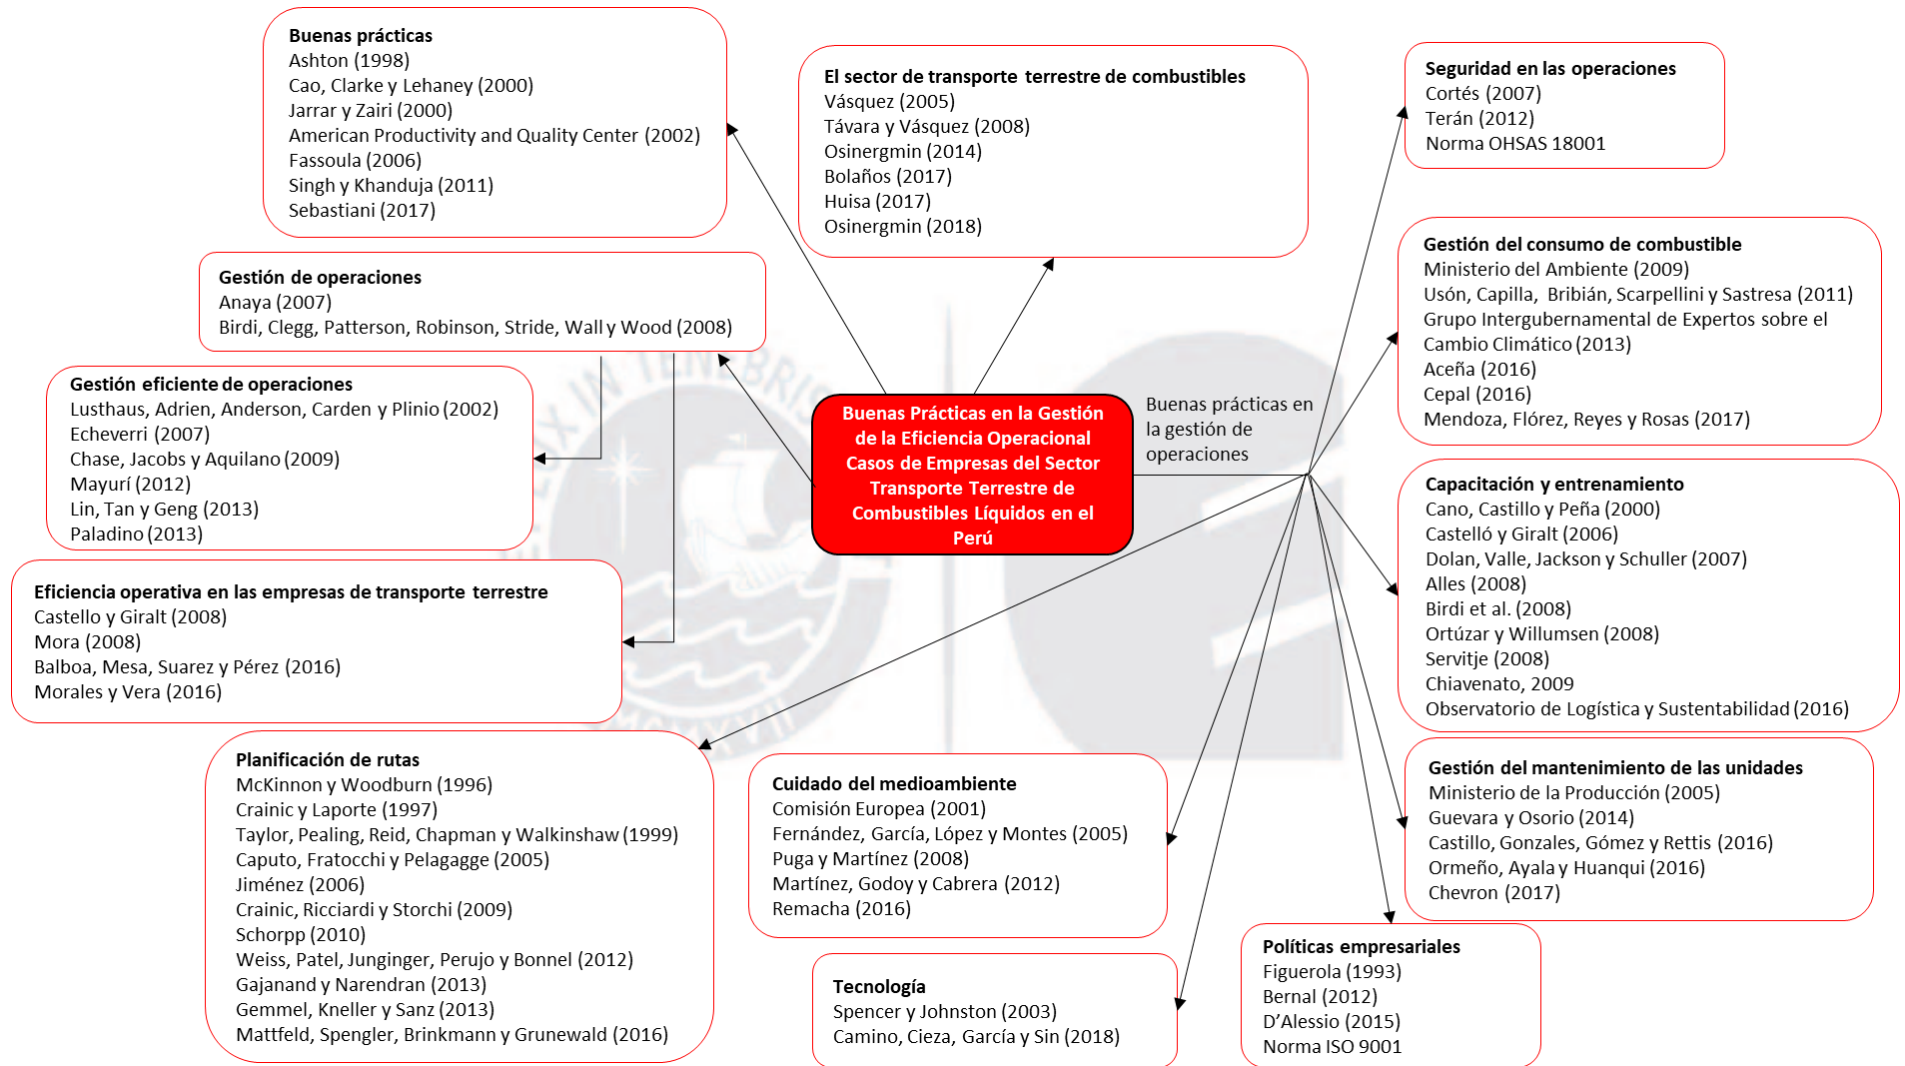 Buenas prácticas
Ashton (1998)
Cao, Clarke y Lehaney (2000)
Jarrar y Zairi (2000)
American Productivity and Quality Center (2002)
Fassoula (2006)
Singh y Khanduja (2011)
Sebastiani (2017)
El sector de transporte terrestre de combustibles
Vásquez (2005)
Távara y Vásquez (2008)
Osinergmin (2014)
Bolaños (2017)
Huisa (2017)
Osinergmin (2018)
Seguridad en las operaciones
Cortés (2007)
Terán (2012)
Norma OHSAS 18001
Gestión de operaciones
Anaya (2007)
Birdi, Clegg, Patterson, Robinson, Stride, Wall y Wood (2008)
Gestión del consumo de combustible
Ministerio del Ambiente (2009)
Usón, Capilla, Bribián, Scarpellini y Sastresa (2011)
Grupo Intergubernamental de Expertos sobre el
Cambio Climático (2013)
Aceña (2016)
Cepal (2016)
Mendoza, Flórez, Reyes y Rosas (2017)
Gestión eficiente de operaciones
Lusthaus, Adrien, Anderson, Carden y Plinio (2002)
Echeverri (2007)
Chase, Jacobs y Aquilano (2009)
Mayurí (2012)
Lin, Tan y Geng (2013)
Paladino (2013)
Buenas Prácticas en la Gestión
de la Eficiencia Operacional
Casos de Empresas del Sector
Transporte Terrestre de
Combustibles Líquidos en el
Perú
Buenas prácticas en
la gestión de
operaciones
Capacitación y entrenamiento
Cano, Castillo y Peña (2000)
Castelló y Giralt (2006)
Dolan, Valle, Jackson y Schuller (2007)
Alles (2008)
Birdi et al. (2008)
Ortúzar y Willumsen (2008)
Servitje (2008)
Chiavenato, 2009
Observatorio de Logística y Sustentabilidad (2016)
Eficiencia operativa en las empresas de transporte terrestre
Castello y Giralt (2008)
Mora (2008)
Balboa, Mesa, Suarez y Pérez (2016)
Morales y Vera (2016)
Planificación de rutas
McKinnon y Woodburn (1996)
Crainic y Laporte (1997)
Taylor, Pealing, Reid, Chapman y Walkinshaw (1999)
Caputo, Fratocchi y Pelagagge (2005)
Jiménez (2006)
Crainic, Ricciardi y Storchi (2009)
Schorpp (2010)
Weiss, Patel, Junginger, Perujo y Bonnel (2012)
Gajanand y Narendran (2013)
Gemmel, Kneller y Sanz (2013)
Mattfeld, Spengler, Brinkmann y Grunewald (2016)
Cuidado del medioambiente
Comisión Europea (2001)
Fernández, García, López y Montes (2005)
Puga y Martínez (2008)
Martínez, Godoy y Cabrera (2012)
Remacha (2016)
Gestión del mantenimiento de las unidades
Ministerio de la Producción (2005)
Guevara y Osorio (2014)
Castillo, Gonzales, Gómez y Rettis (2016)
Ormeño, Ayala y Huanqui (2016)
Chevron (2017)
Tecnología
Spencer y Johnston (2003)
Camino, Cieza, García y Sin (2018)
Políticas empresariales
Figuerola (1993)
Bernal (2012)
D’Alessio (2015)
Norma ISO 9001